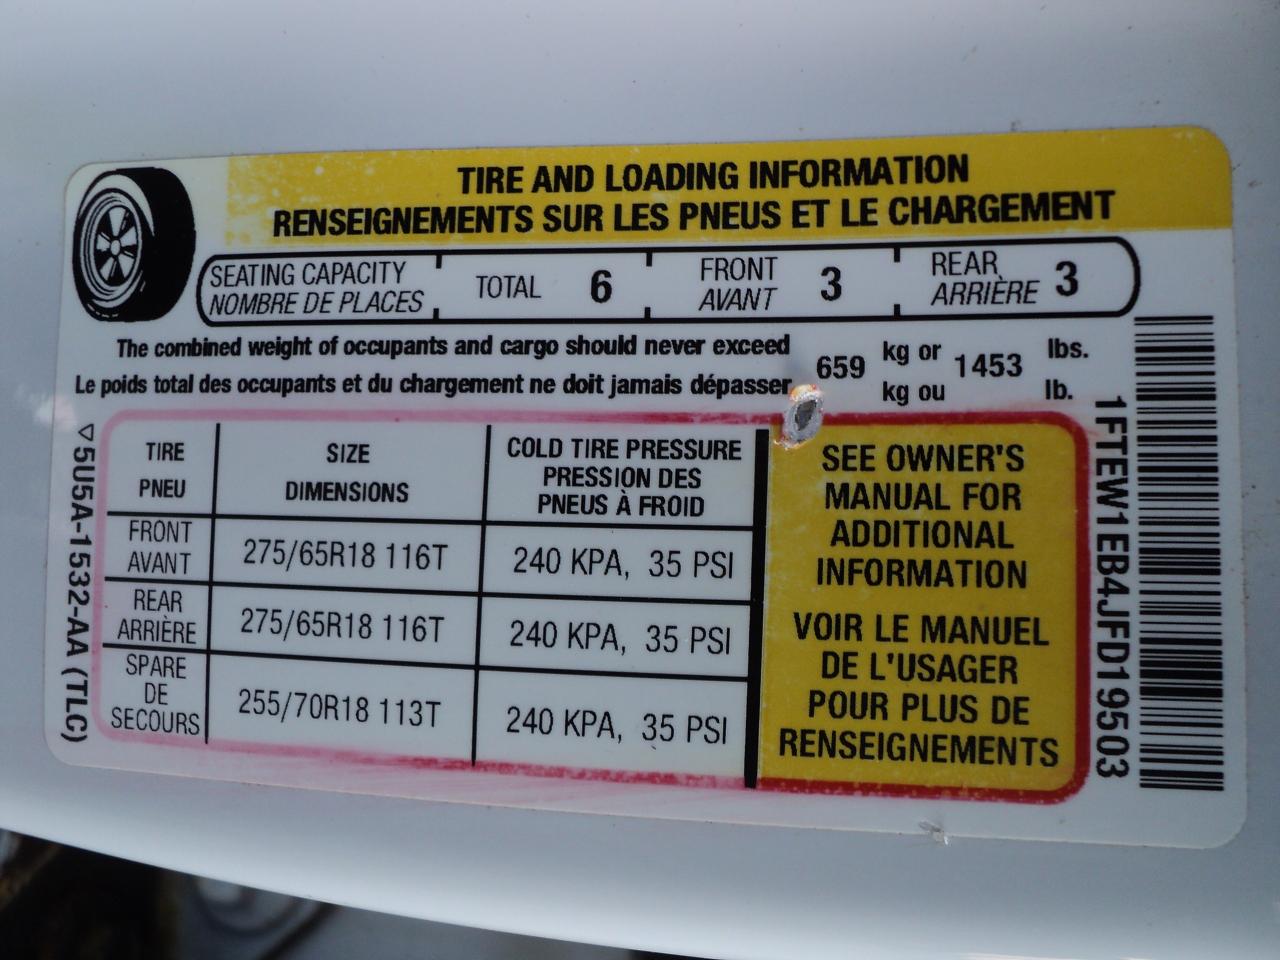 TIRE AND LOADING INFORMATION
RENSEIGNEMENTS SUR LES PNEUS ET LE CHARGEMENT
SEATING CAPACITY
NOMBRE DE PLACES
TOTAL 6
FRONT
AVANT
3
REAR
ARRIÈRE
3
The combined weight of occupants and cargo should never exceed
Le poids total des occupants et du chargement ne doit jamais dépasser
659
kg or
kg ou
1453
lbs.
lb.
TIRE
PNEU
SIZE
DIMENSIONS
COLD TIRE PRESSURE
PRESSION DES
PNEUS À FROID
FRONT
AVANT
275/65R18 116T
240 KPA, 35 PSI
REAR
ARRIÈRE
275/65R18 116T
240 KPA, 35 PSI
SPARE
DE
SECOURS
255/70R18 113T
240 KPA, 35 PSI
SEE OWNER'S
MANUAL FOR
ADDITIONAL
INFORMATION
VOIR LE MANUEL
DE L'USAGER
POUR PLUS DE
RENSEIGNEMENTS
▽5U5A-1532-AA (TLC)
1FTEW1EB4JFD19503